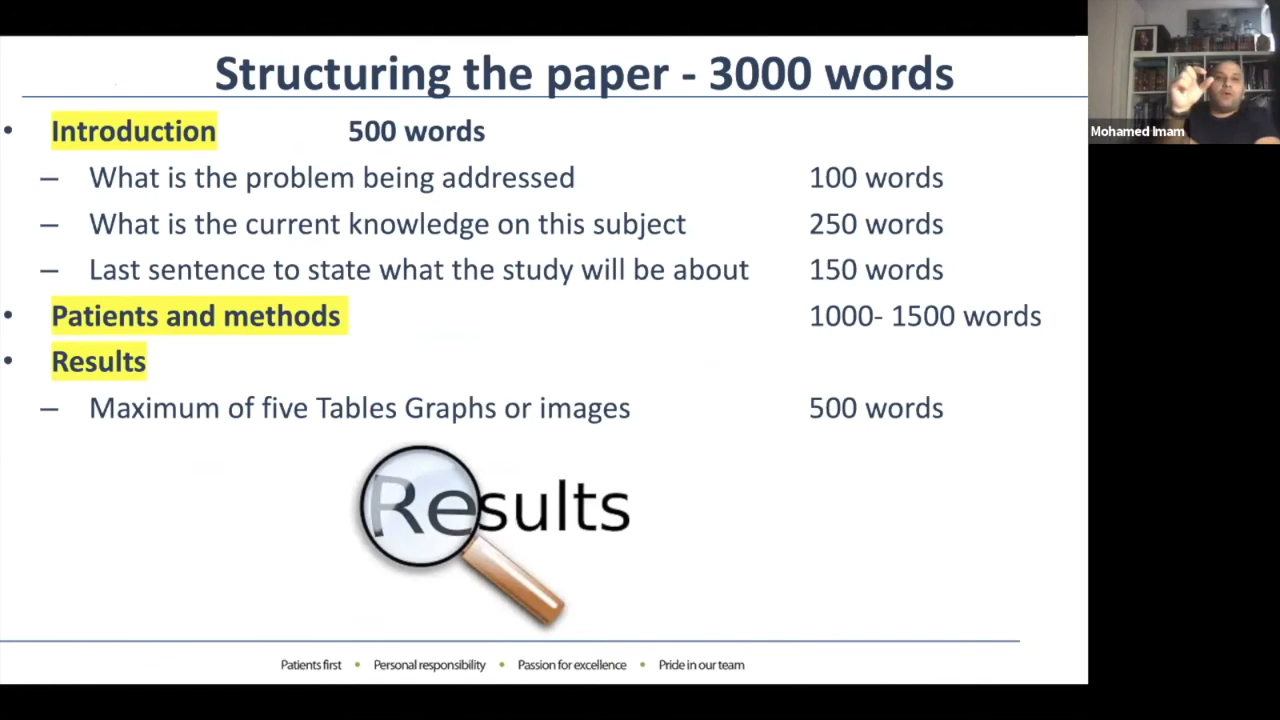 Structuring the paper - 3000 words
• Introduction 500 words
– What is the problem being addressed 100 words
– What is the current knowledge on this subject 250 words
– Last sentence to state what the study will be about 150 words
• Patients and methods 1000- 1500 words
• Results
– Maximum of five Tables Graphs or images 500 words
Results
Patients first • Personal responsibility • Passion for excellence • Pride in our team
Mohamed Imam